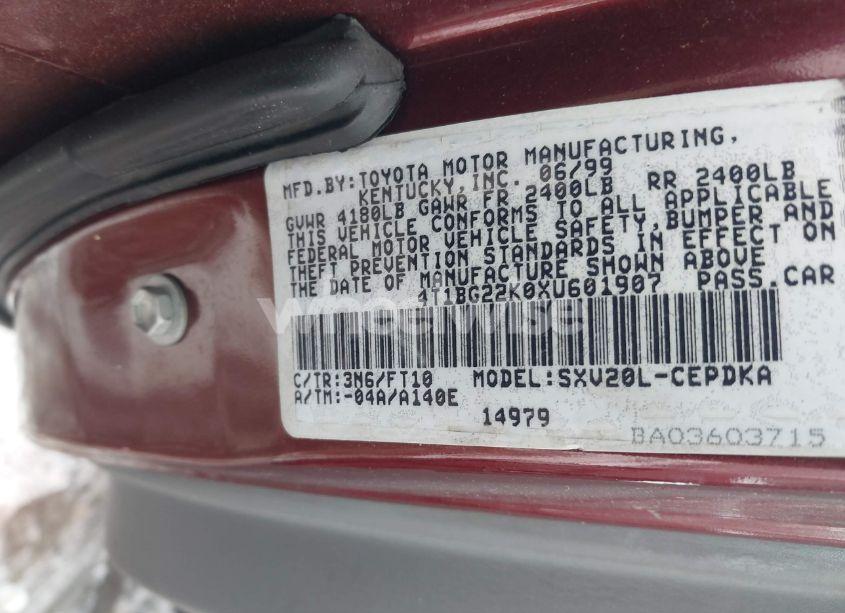 MFD.BY:TOYOTA MOTOR MANUFACTURING,
KENTUCKY,INC. 06/99
GVWR 4180LB GAWR FR 2400LB RR 2400LB
THIS VEHICLE CONFORMS TO ALL APPLICABLE
FEDERAL MOTOR VEHICLE SAFETY,BUMPER AND
THEFT PREVENTION STANDARDS IN EFFECT ON
THE DATE OF MANUFACTURE SHOWN ABOVE
4T1BG22K0XU601907 PASS.CAR
C/TR:3N6/FT10 MODEL:SXV20L-CEPDKA
A/TM:-04A/A140E
14979
BA03603715